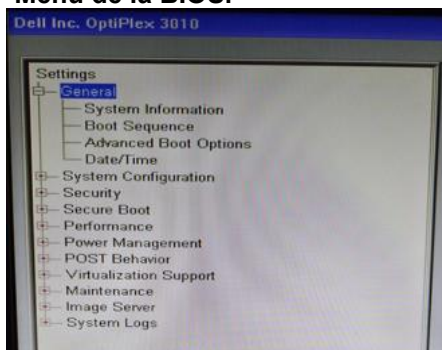 Menú de la BIOS.
Dell Inc. OptiPlex 3010
Settings
General
System Information
Boot Sequence
Advanced Boot Options
Date/Time
System Configuration
Security
Secure Boot
Performance
Power Management
POST Behavior
Virtualization Support
Maintenance
Image Server
System Logs